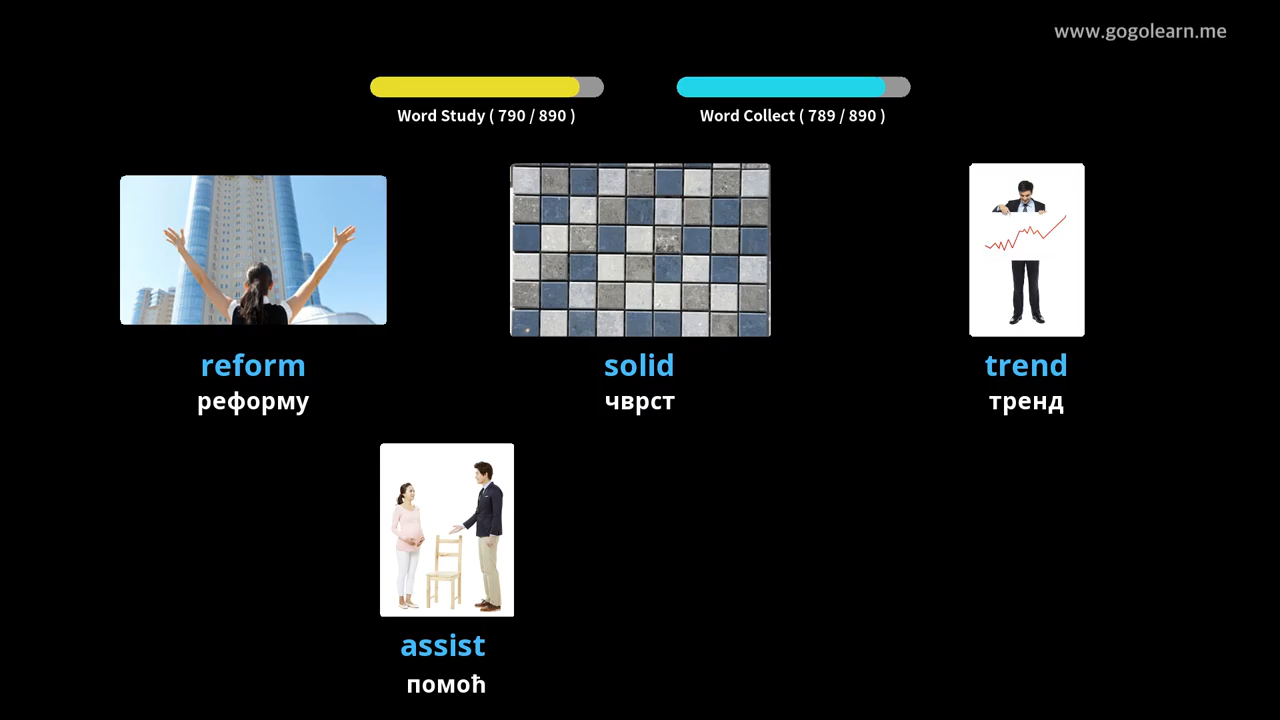 www.gogolearn.me
Word Study ( 790 / 890 )
Word Collect ( 789 / 890 )
reform
реформу
solid
чврст
trend
тренд
assist
помоћ